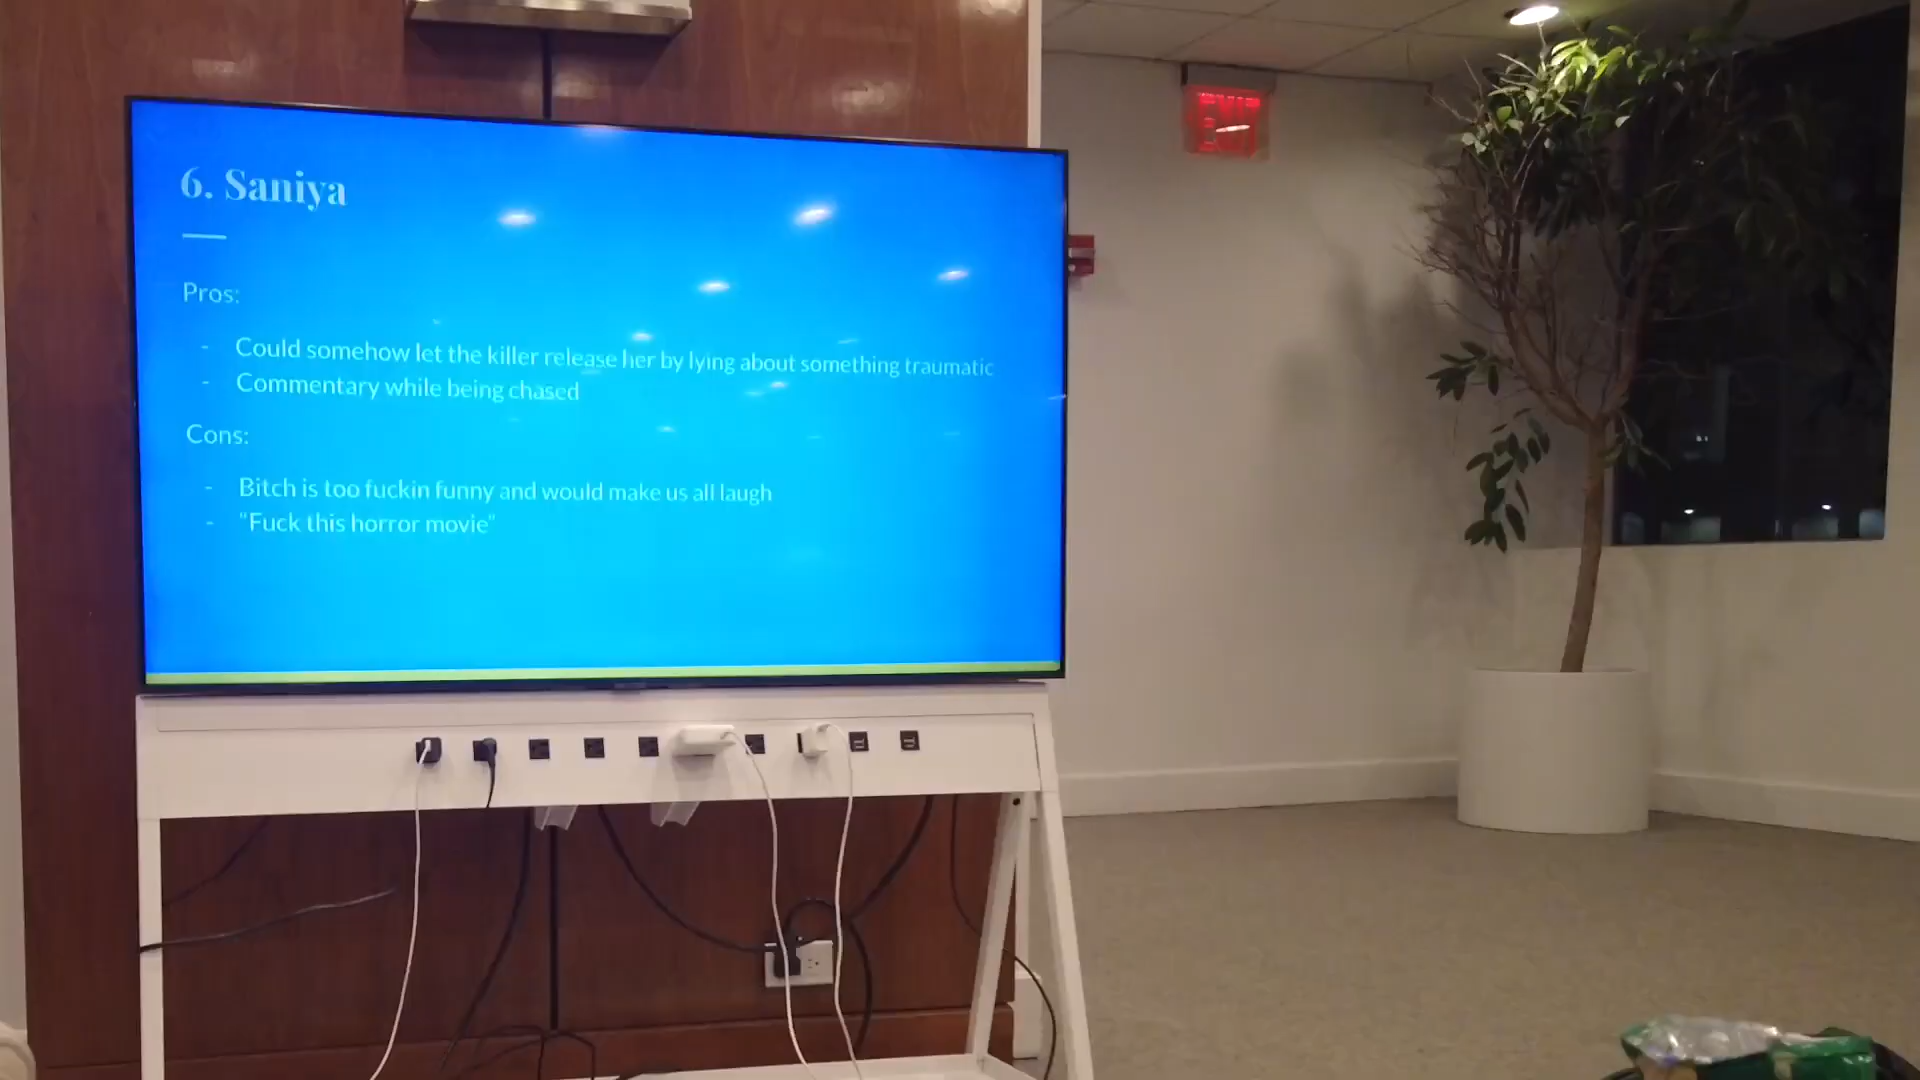 6. Saniya
Pros:
- Could somehow let the killer release her by lying about something traumatic
- Commentary while being chased
Cons:
- Bitch is too fuckin funny and would make us all laugh
- "Fuck this horror movie"
EXIT